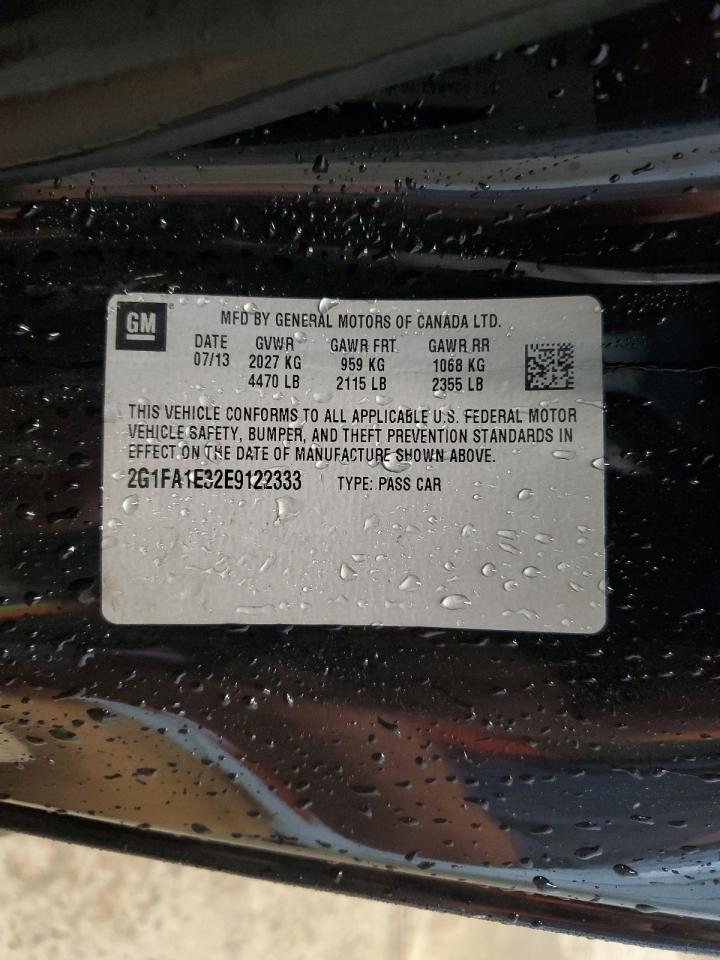 GM
MFD BY GENERAL MOTORS OF CANADA LTD.
DATE GVWR GAWR FRT GAWR RR
07/13 2027 KG 959 KG 1068 KG
4470 LB 2115 LB 2355 LB
THIS VEHICLE CONFORMS TO ALL APPLICABLE U.S. FEDERAL MOTOR
VEHICLE SAFETY, BUMPER, AND THEFT PREVENTION STANDARDS IN
EFFECT ON THE DATE OF MANUFACTURE SHOWN ABOVE.
2G1FA1E32E9122333 TYPE: PASS CAR